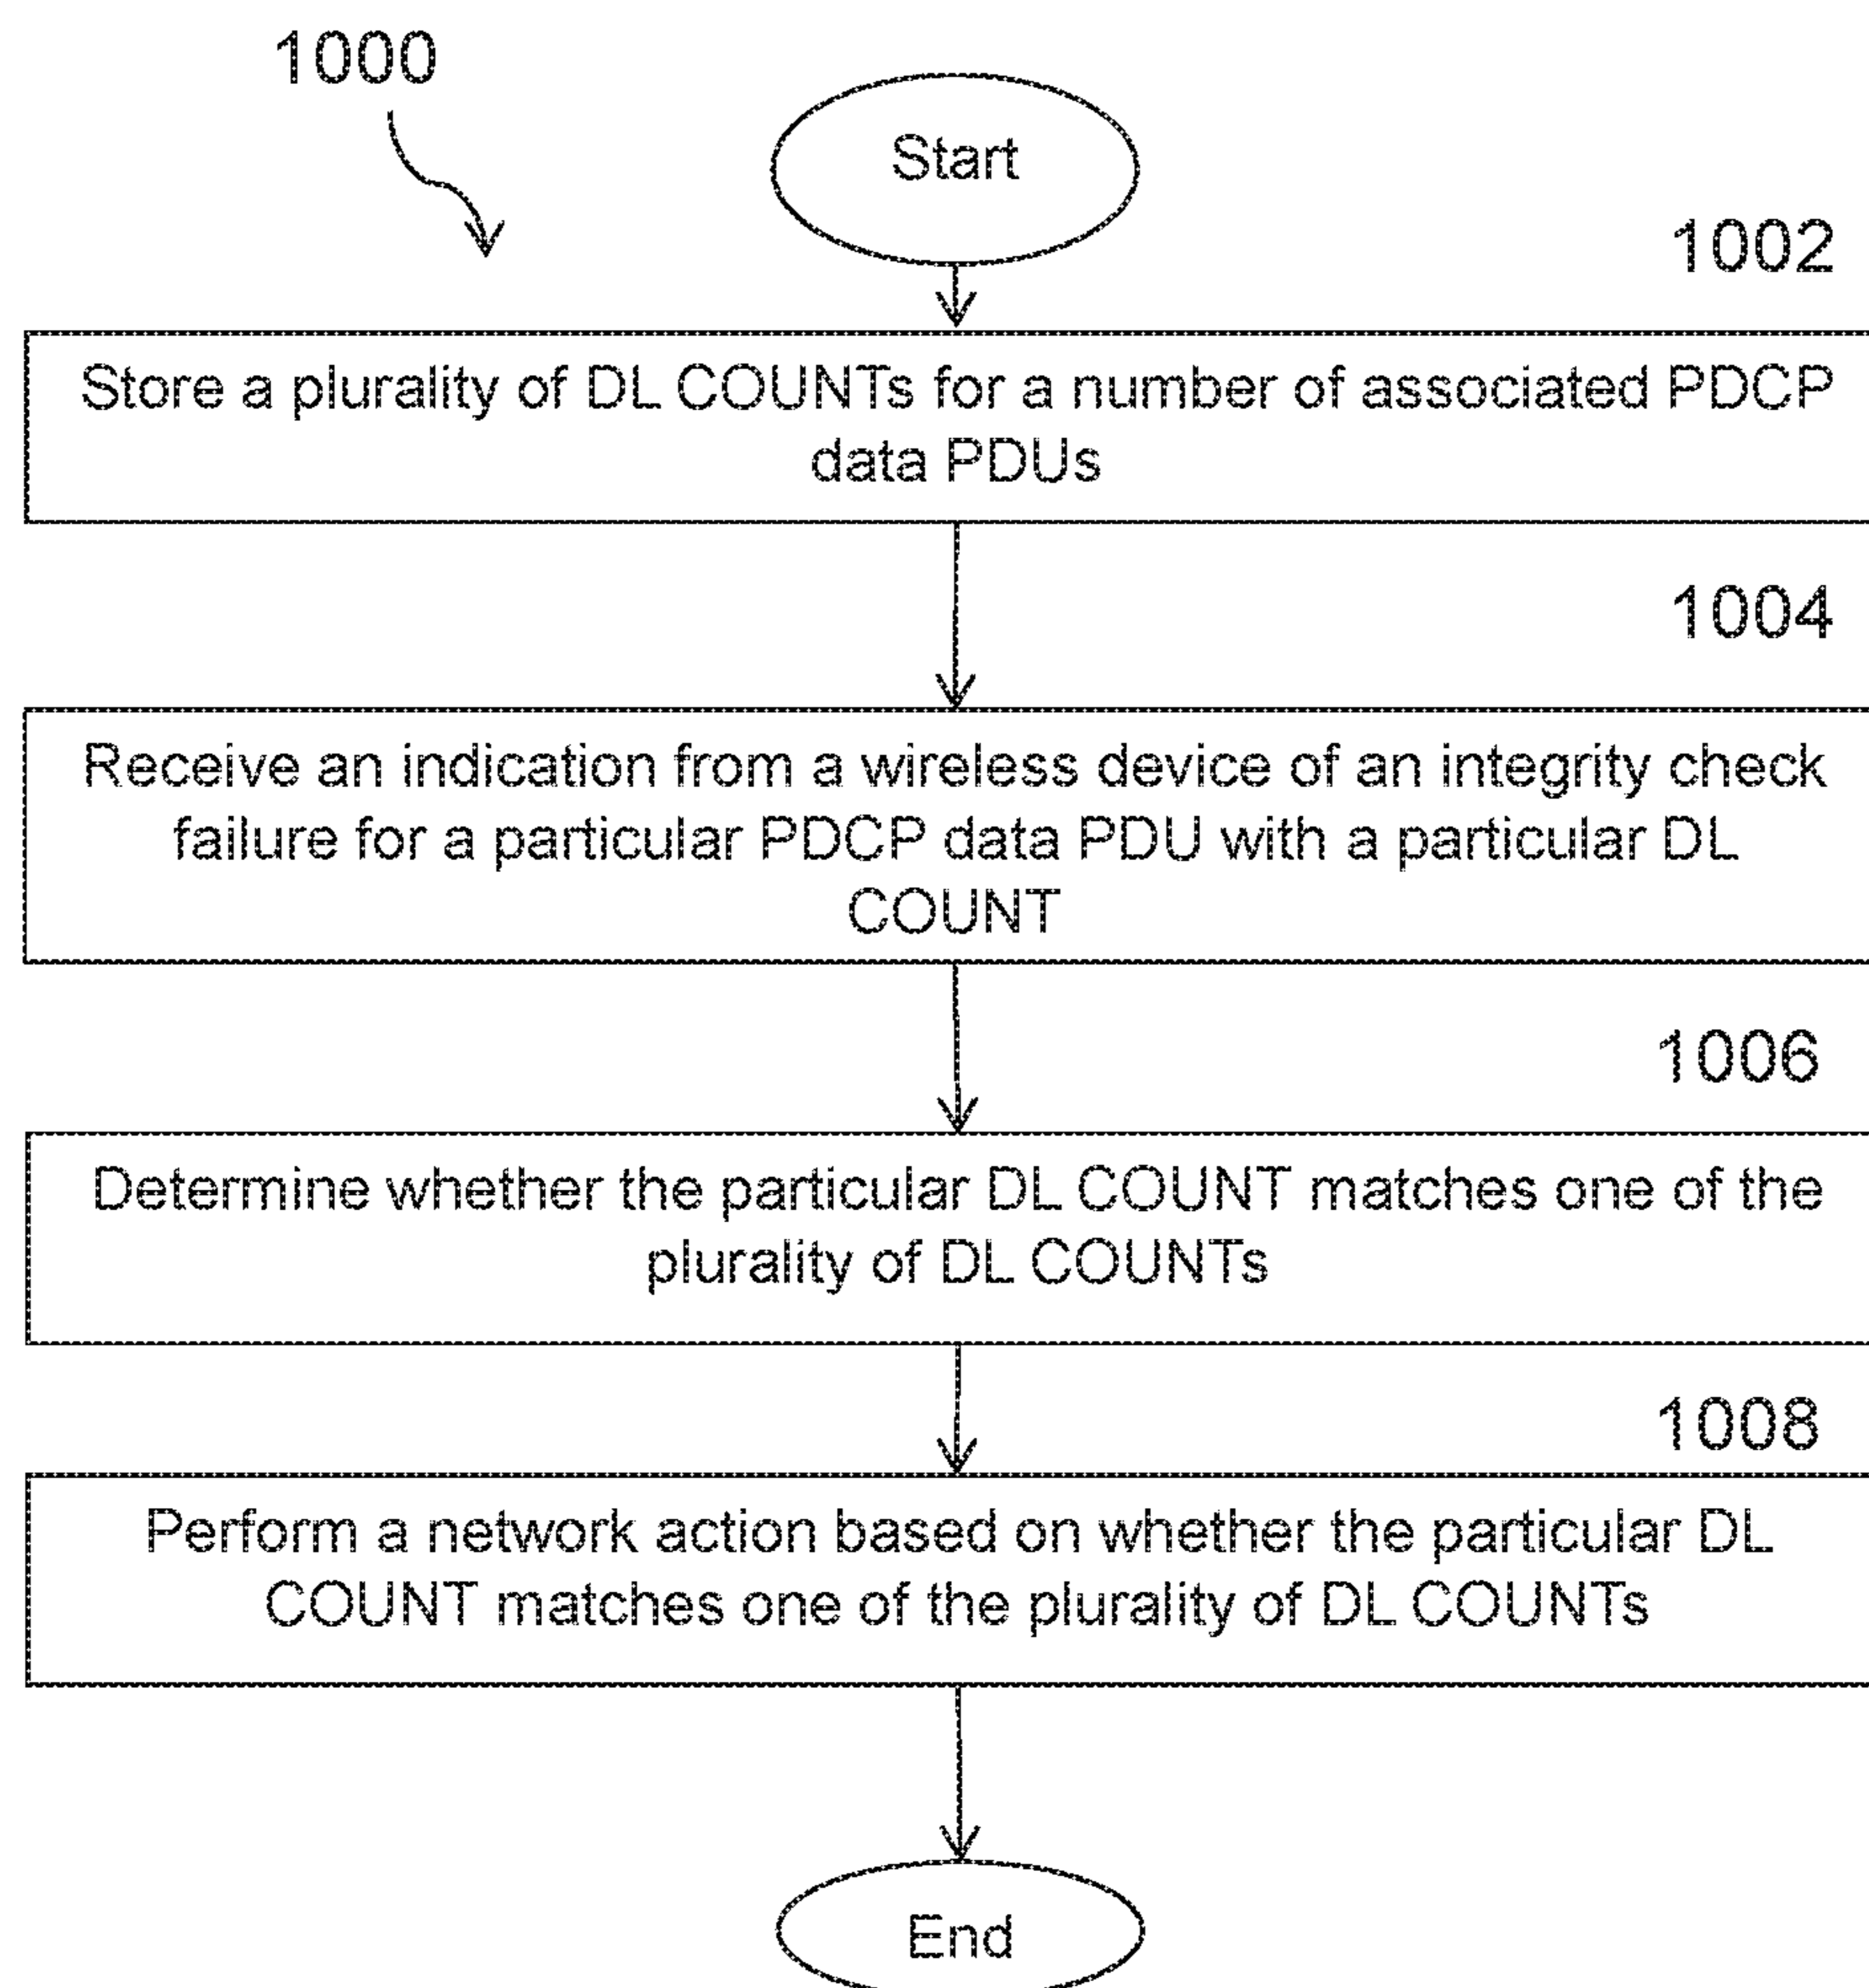 1000
Start
1002
Store a plurality of DL COUNTs for a number of associated PDCP
data PDUs
1004
Receive an indication from a wireless device of an integrity check
failure for a particular PDCP data PDU with a particular DL
COUNT
1006
Determine whether the particular DL COUNT matches one of the
plurality of DL COUNTs
1008
Perform a network action based on whether the particular DL
COUNT matches one of the plurality of DL COUNTs
End